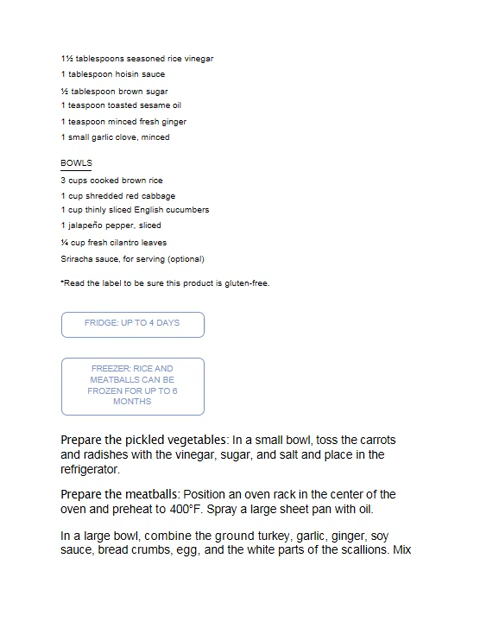 1½ tablespoons seasoned rice vinegar
1 tablespoon hoisin sauce
½ tablespoon brown sugar
1 teaspoon toasted sesame oil
1 teaspoon minced fresh ginger
1 small garlic clove, minced
BOWLS
3 cups cooked brown rice
1 cup shredded red cabbage
1 cup thinly sliced English cucumbers
1 jalapeño pepper, sliced
¼ cup fresh cilantro leaves
Sriracha sauce, for serving (optional)
*Read the label to be sure this product is gluten-free.
FRIDGE: UP TO 4 DAYS
FREEZER: RICE AND
MEATBALLS CAN BE
FROZEN FOR UP TO 6
MONTHS
Prepare the pickled vegetables: In a small bowl, toss the carrots
and radishes with the vinegar, sugar, and salt and place in the
refrigerator.
Prepare the meatballs: Position an oven rack in the center of the
oven and preheat to 400°F. Spray a large sheet pan with oil.
In a large bowl, combine the ground turkey, garlic, ginger, soy
sauce, bread crumbs, egg, and the white parts of the scallions. Mix